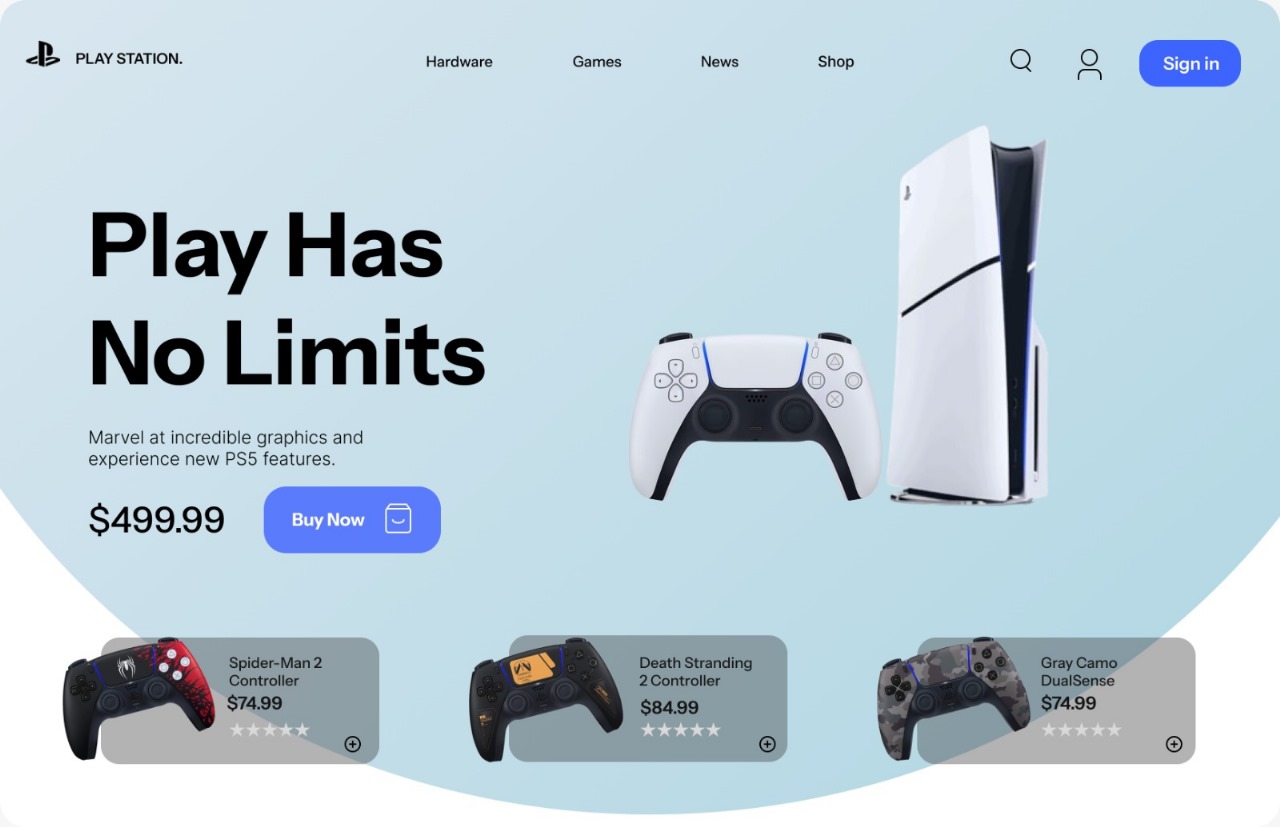 PLAY STATION.
Hardware
Games
News
Shop
Sign in
Play Has
No Limits
Marvel at incredible graphics and
experience new PS5 features.
$499.99
Buy Now
Spider-Man 2
Controller
$74.99
Death Stranding
2 Controller
$84.99
Gray Camo
DualSense
$74.99